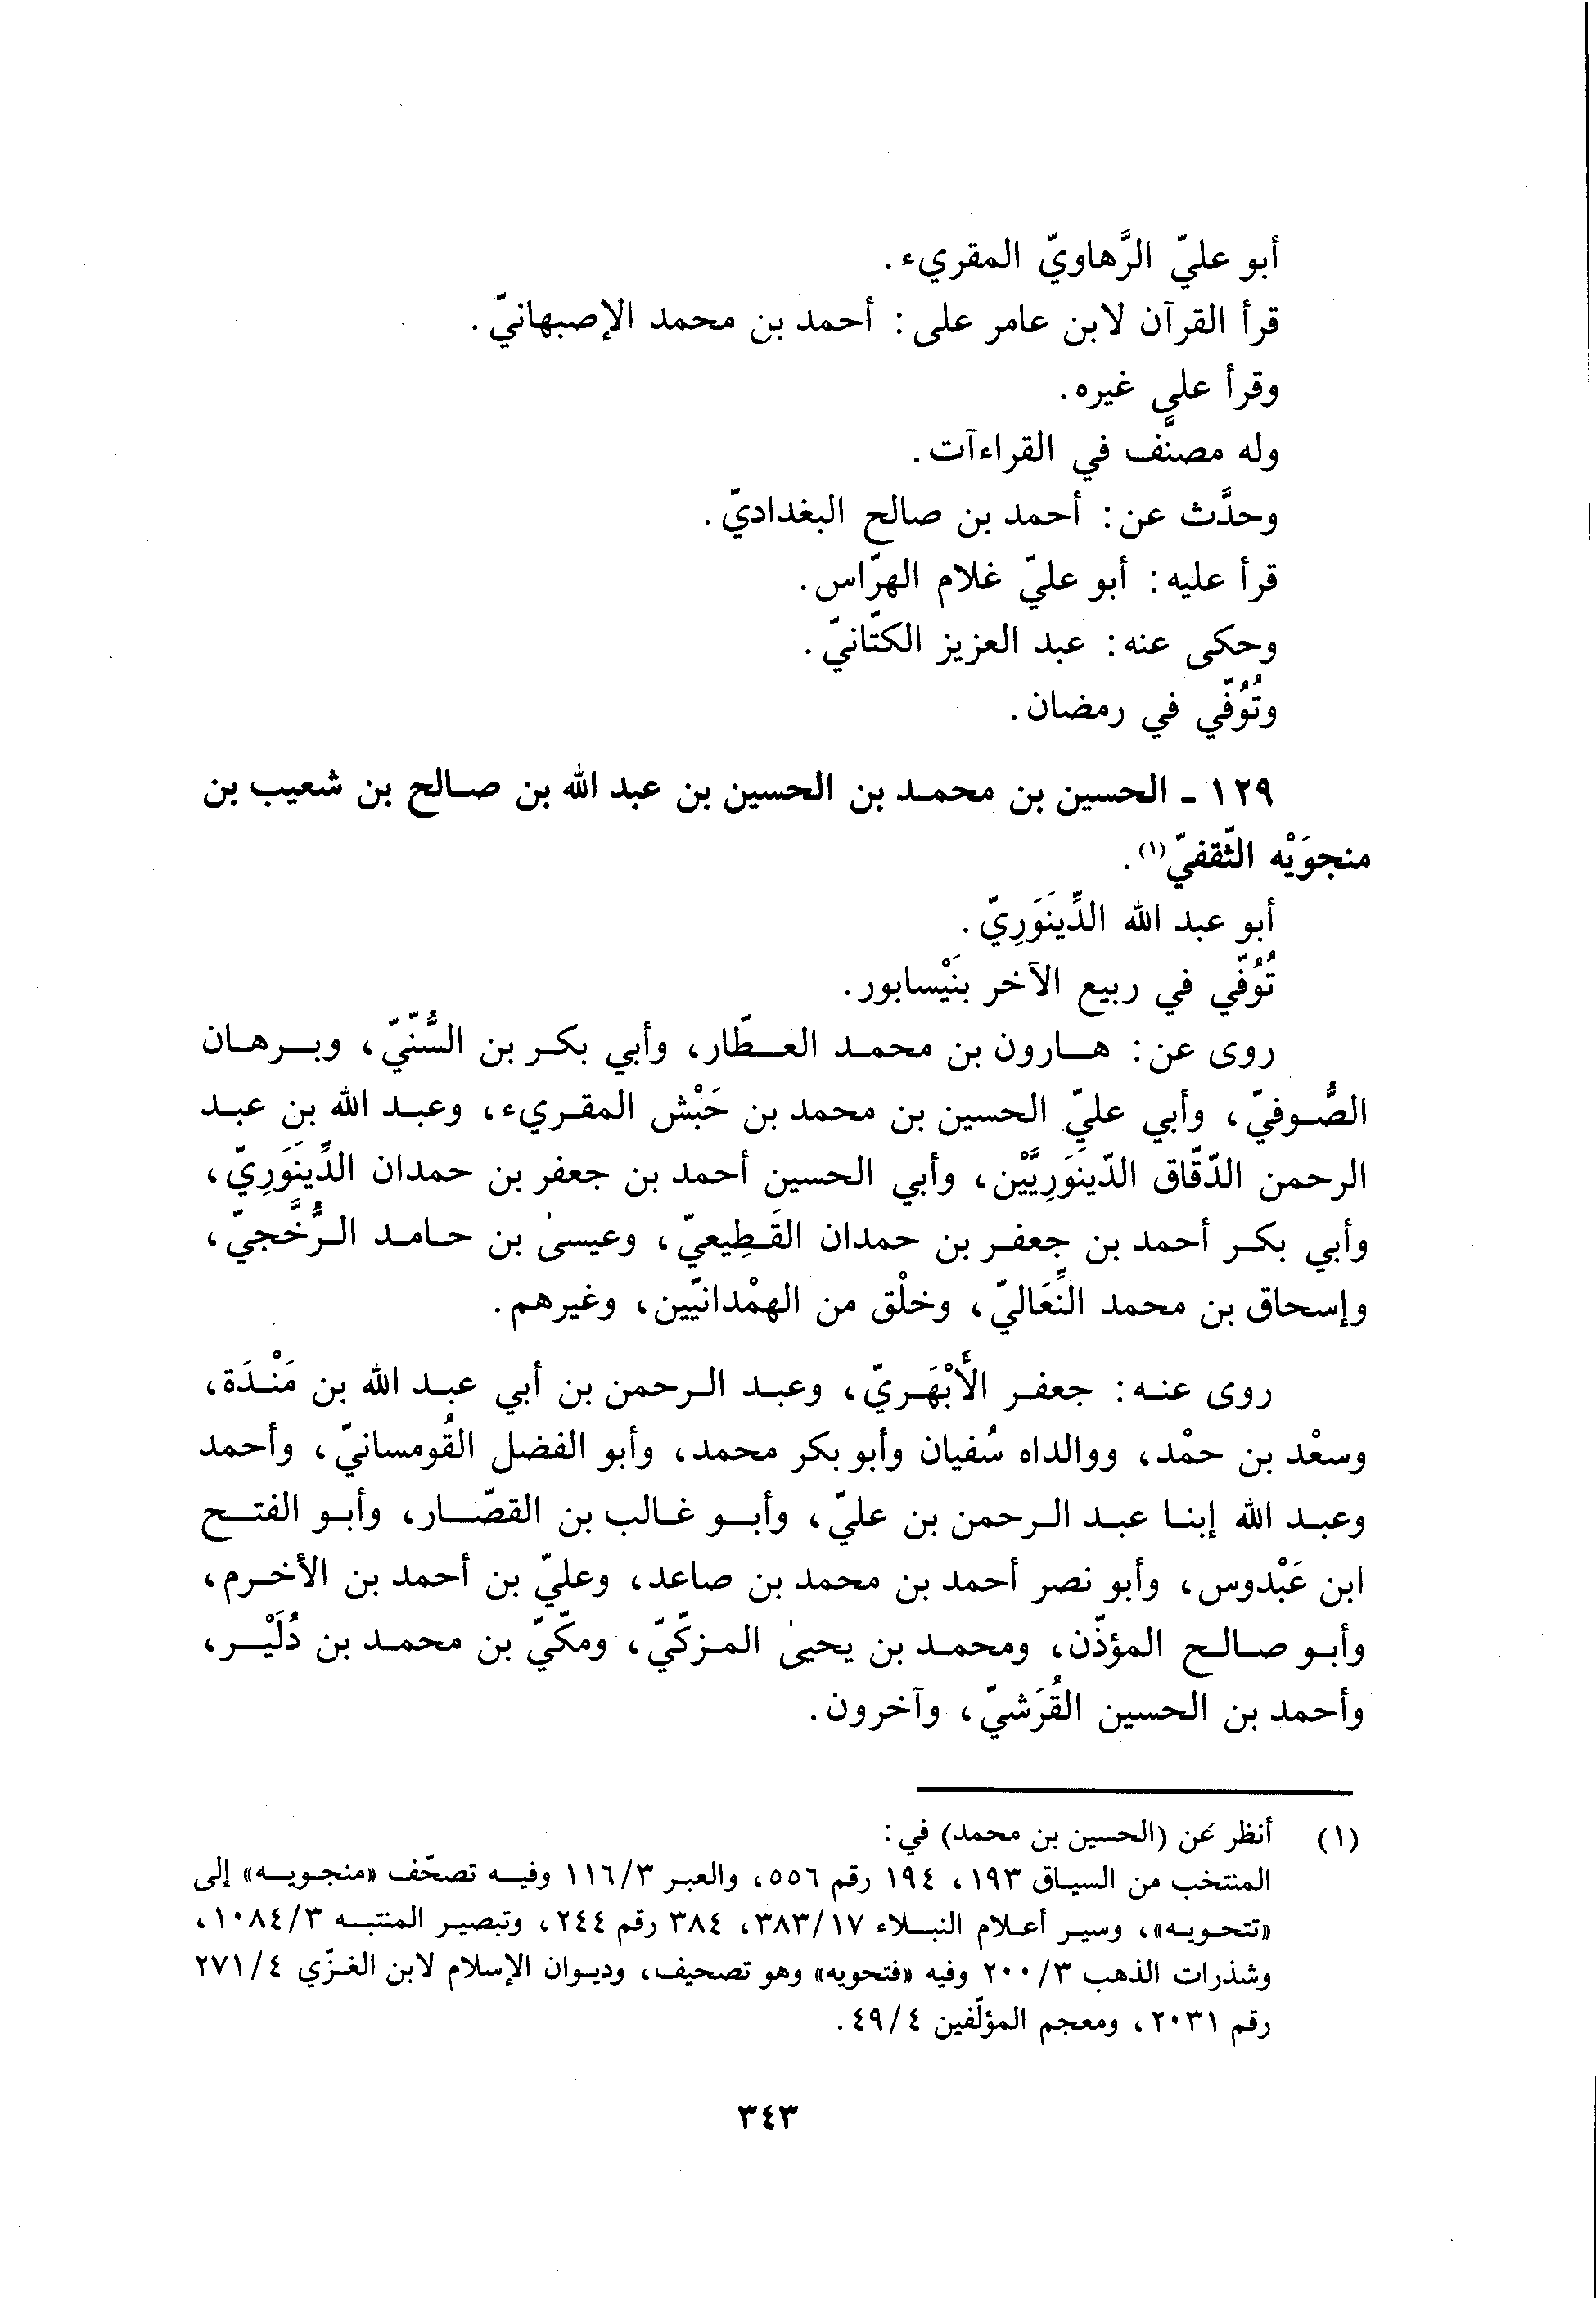 أبو عليّ الرَّهاويّ المقريء.
قرأ القرآن لابن عامر على: أحمد بن محمد الإصبهانيّ.
وقرأ على غيره.
وله مصنَّف في القراءآت.
وحدَّث عن: أحمد بن صالح البغداديّ.
قرأ عليه: أبو عليّ غلام الهرّاس.
وحكى عنه: عبد العزيز الكتّانيّ.
وتُوُفّي في رمضان.
١٢٩ - الحسين بن محمد بن الحسين بن عبد الله بن صالح بن شعيب بن
منجوَيْه الثّقفيّ(١).
أبو عبد الله الدِّينَوَرِيّ.
تُوُفّي في ربيع الآخر بنَيْسابور.
روى عن: هارون بن محمد العطّار، وأبي بكر بن السُّنّيّ، وبرهان
الصُّوفيّ، وأبي عليّ الحسين بن محمد بن حَبْش المقريء، وعبد الله بن عبد
الرحمن الدّقّاق الدّينوَرِيَّيْن، وأبي الحسين أحمد بن جعفر بن حمدان الدِّينَوَرِيّ،
وأبي بكر أحمد بن جعفر بن حمدان القَطِيعيّ، وعيسىٰ بن حامد الرُّخَّجيّ،
وإسحاق بن محمد النِّعَاليّ، وخلْق من الهمْدانيّين، وغيرهم.
روى عنه: جعفر الأَبْهَريّ، وعبد الرحمن بن أبي عبد الله بن مَنْدَة،
وسعْد بن حمْد، ووالداه سُفيان وأبو بكر محمد، وأبو الفضل القُومسانيّ، وأحمد
وعبد الله إبنا عبد الرحمن بن عليّ، وأبو غالب بن القصّار، وأبو الفتح
ابن عَبْدوس، وأبو نصر أحمد بن محمد بن صاعد، وعليّ بن أحمد بن الأخرم،
وأبو صالح المؤذّن، ومحمد بن يحيىٰ المزكّيّ، ومكّيّ بن محمد بن دُلَيْر،
وأحمد بن الحسين القُرَشيّ، وآخرون.
(١) أنظر عن (الحسين بن محمد) في:
المنتخب من السياق ١٩٣، ١٩٤ رقم ٥٥٦، والعبر ١١٦/٣ وفيه تصحّف «منجويه» إلى
«تتحويه»، وسير أعلام النبلاء ٣٨٣/١٧، ٣٨٤ رقم ٢٤٤، وتبصير المنتبه ١٠٨٤/٣،
وشذرات الذهب ٢٠٠/٣ وفيه «فتحويه» وهو تصحيف، وديوان الإسلام لابن الغزّي ٢٧١/٤
رقم ٢٠٣١، ومعجم المؤلّفين ٤٩/٤.
٣٤٣